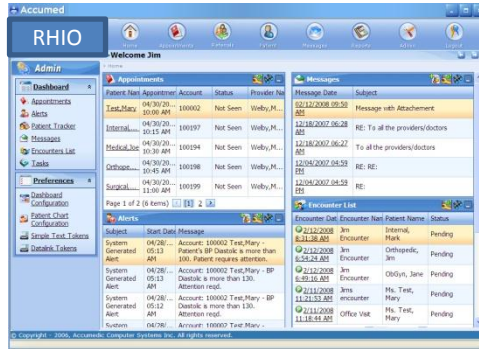 Accumed
RHIO
Home Appointments Referrals Patient Messages Reports Admin Logout
Welcome Jim
Home
Admin
Dashboard
Appointments
Alerts
Patient Tracker
Messages
Encounters List
Tasks
Preferences
Dashboard
Configuration
Patient Chart
Configuration
Simple Text Tokens
Datalink Tokens
Appointments
Patient Nam Appointmen Account Status Provider Na
Test,Mary 04/30/20... 10:00 AM 100002 Not Seen Welby,M...
Internal,... 04/30/20... 10:15 AM 100197 Not Seen Welby,M...
Medical,Joe 04/30/20... 10:30 AM 100194 Not Seen Welby,M...
Orthope... 04/30/20... 10:45 AM 100198 Not Seen Welby,M...
Surgical,... 04/30/20... 11:00 AM 100199 Not Seen Welby,M...
Page 1 of 2 (6 items) [1] 2
Alerts
Subject Start Date Message
System Generated Alert 04/28/... 05:13 AM Account: 100002 Test,Mary - Patient's BP Diastolic is more than 100. Patient requires attention.
System Generated Alert 04/28/... 05:12 AM Account: 100002 Test,Mary - BP Diastolic is more than 130. Attention reqd.
System Generated Alert 04/28/... 05:12 AM Account: 100002 Test,Mary - BP Diastolic is more than 130. Attention reqd.
System 04/28/... Account: 100002 Test,Mary -
Messages
Message Date Subject
02/12/2008 09:50 AM Message with Attachement
12/18/2007 06:28 AM RE: To all the providers/doctors
12/18/2007 06:27 AM To all the providers/doctors
12/04/2007 04:59 PM RE: RE:
12/04/2007 04:59 PM RE:
Encounter List
Encounter Dat Encounter Nan Patient Name Status
2/12/2008 8:31:38 AM Jm Encounter Internal, Mark Pending
2/12/2008 6:54:24 AM Jm Encounter Orthopedic, Jim Pending
2/12/2008 6:49:16 AM Jm Encounter ObGyn, Jane Pending
2/11/2008 11:21:53 AM Jms encounter Ms. Test, Mary Pending
2/11/2008 11:18:44 AM Office Visit Ms. Test, Mary Pending
© Copyright - 2006, Accumedic Computer Systems Inc. All rights reserved.